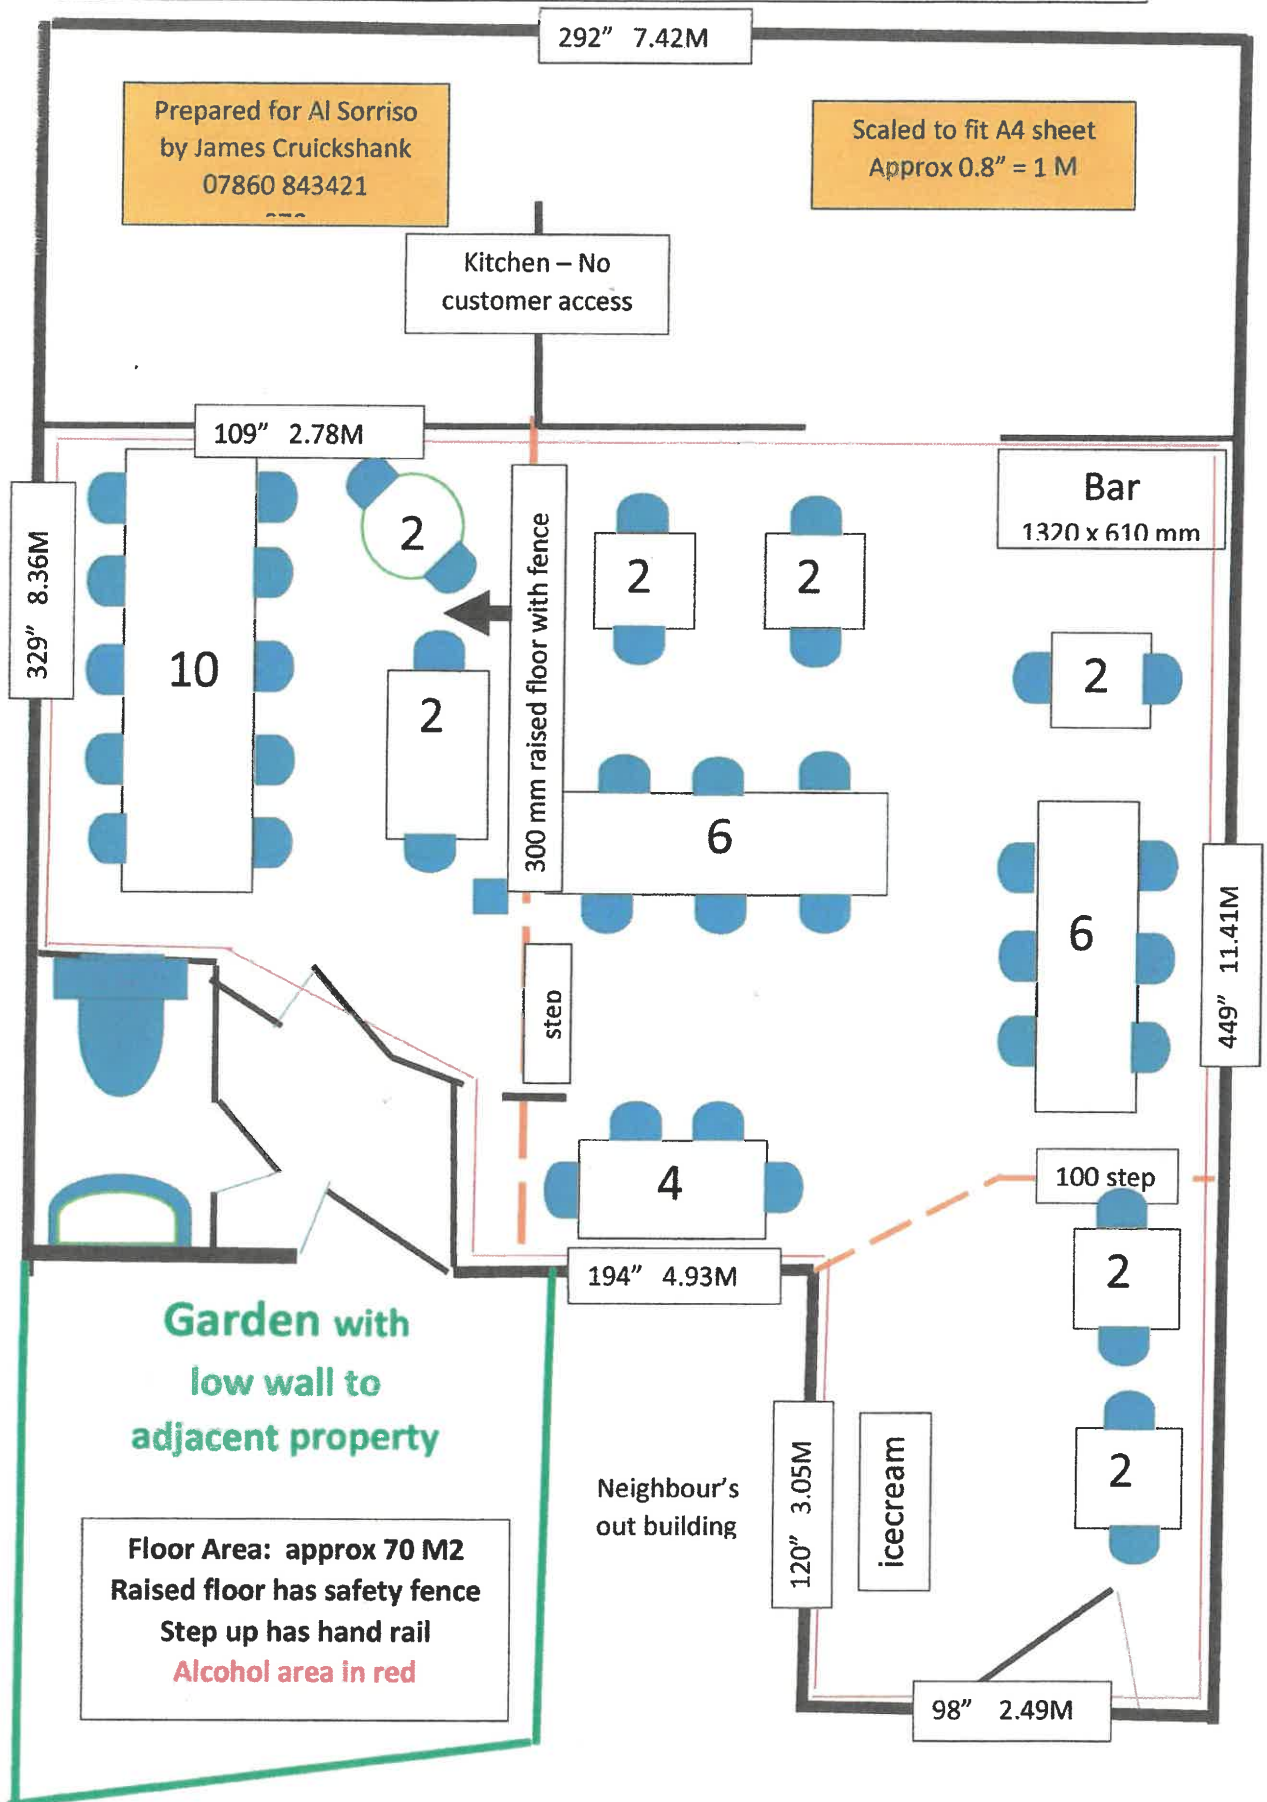 292” 7.42M
Prepared for Al Sorriso
by James Cruickshank
07860 843421
Scaled to fit A4 sheet
Approx 0.8” = 1 M
Kitchen – No
customer access
109” 2.78M
Bar
1320 x 610 mm
329” 8.36M
300 mm raised floor with fence
2
2
2
10
2
2
6
6
449” 11.41M
step
4
100 step
2
194” 4.93M
Garden with
low wall to
adjacent property
2
Neighbour’s
out building
120” 3.05M
icecream
Floor Area: approx 70 M2
Raised floor has safety fence
Step up has hand rail
Alcohol area in red
98” 2.49M